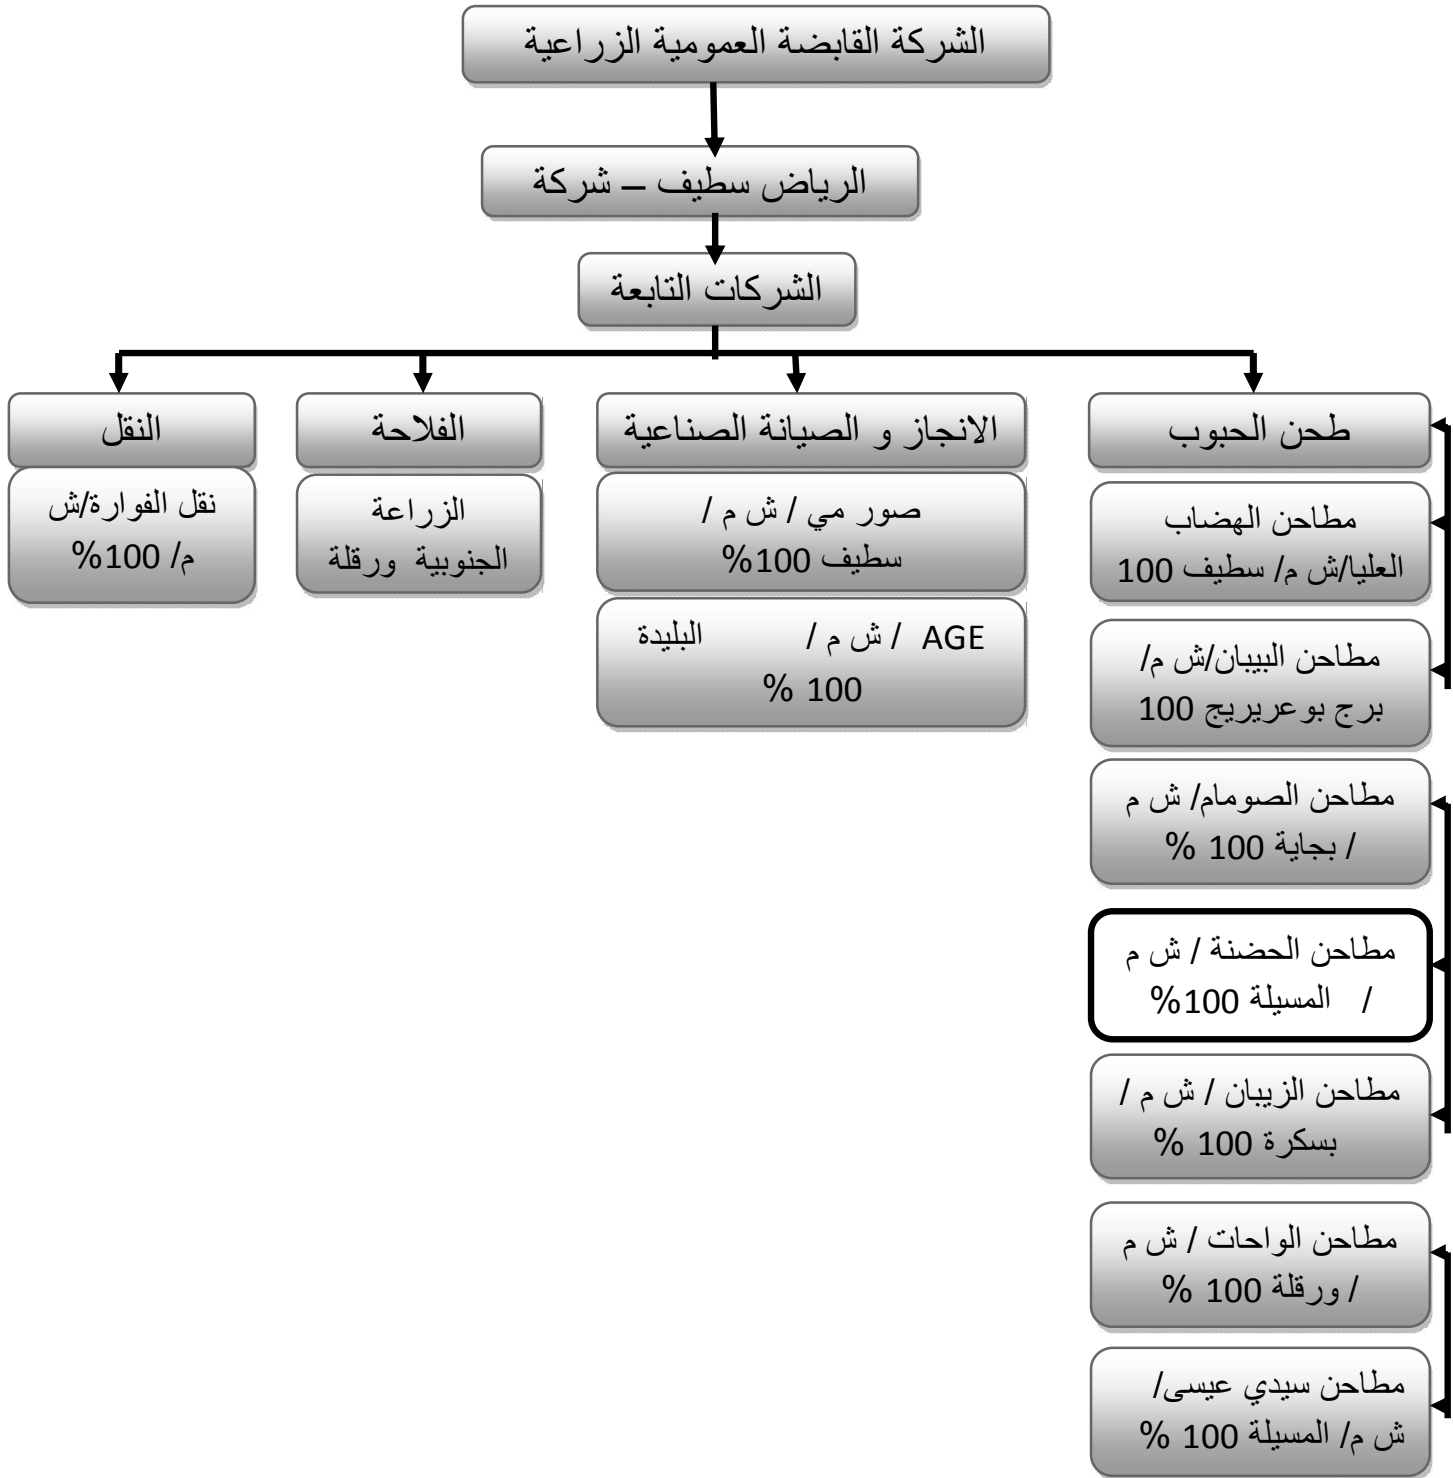 الشركة القابضة العمومية الزراعية
الرياض سطيف – شركة
الشركات التابعة
طحن الحبوب
مطاحن الهضاب
العليا/ش م/ سطيف 100
مطاحن البيبان/ش م/
برج بوعريريج 100
مطاحن الصومام/ ش م
/ بجاية 100 %
مطاحن الحضنة / ش م
/ المسيلة 100%
مطاحن الزيبان / ش م /
بسكرة 100 %
مطاحن الواحات / ش م
/ ورقلة 100 %
مطاحن سيدي عيسى/
ش م/ المسيلة 100 %
الانجاز و الصيانة الصناعية
صور مي / ش م /
سطيف 100%
AGE / ش م / البليدة
100 %
الفلاحة
الزراعة
الجنوبية ورقلة
النقل
نقل الفوارة/ش
م/ 100%